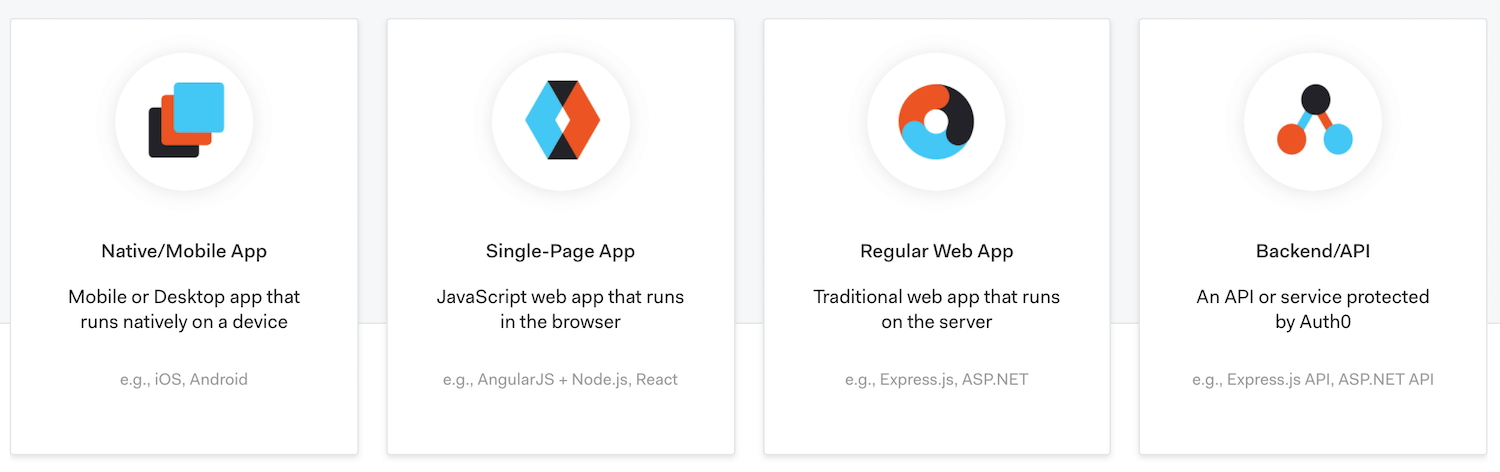 Native/Mobile App
Mobile or Desktop app that
runs natively on a device
e.g., iOS, Android
Single-Page App
JavaScript web app that runs
in the browser
e.g., AngularJS + Node.js, React
Regular Web App
Traditional web app that runs
on the server
e.g., Express.js, ASP.NET
Backend/API
An API or service protected
by Auth0
e.g., Express.js API, ASP.NET API